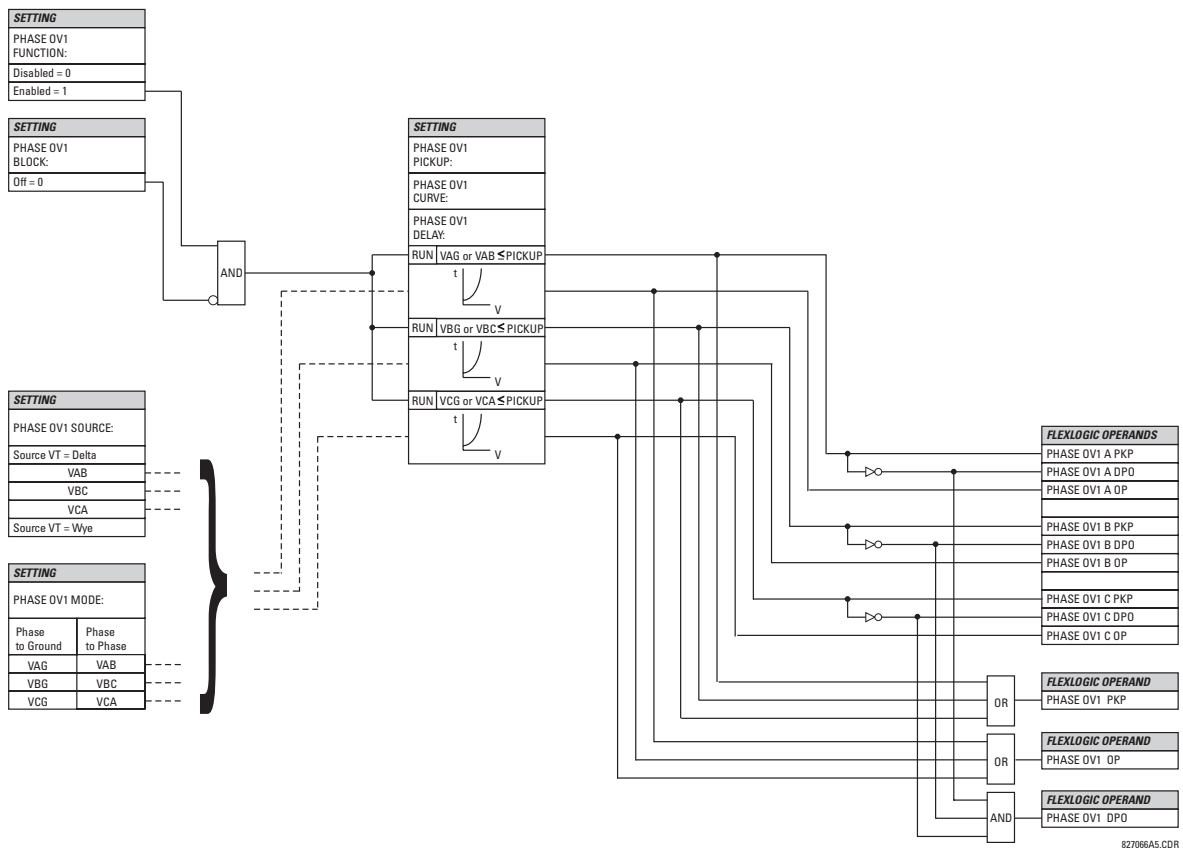 SETTING
PHASE OV1
FUNCTION:
Disabled = 0
Enabled = 1
SETTING
PHASE OV1
BLOCK:
Off = 0
AND
SETTING
PHASE OV1 SOURCE:
Source VT = Delta
VAB
VBC
VCA
Source VT = Wye
SETTING
PHASE OV1 MODE:
Phase
to Ground
Phase
to Phase
VAG VAB
VBG VBC
VCG VCA
SETTING
PHASE OV1
PICKUP:
PHASE OV1
CURVE:
PHASE OV1
DELAY:
RUN VAG or VAB ≤ PICKUP
t
V
RUN VBG or VBC ≤ PICKUP
t
V
RUN VCG or VCA ≤ PICKUP
t
V
FLEXLOGIC OPERANDS
PHASE OV1 A PKP
PHASE OV1 A DPO
PHASE OV1 A OP
PHASE OV1 B PKP
PHASE OV1 B DPO
PHASE OV1 B OP
PHASE OV1 C PKP
PHASE OV1 C DPO
PHASE OV1 C OP
OR
FLEXLOGIC OPERAND
PHASE OV1 PKP
OR
FLEXLOGIC OPERAND
PHASE OV1 OP
AND
FLEXLOGIC OPERAND
PHASE OV1 DPO
827066A5.CDR